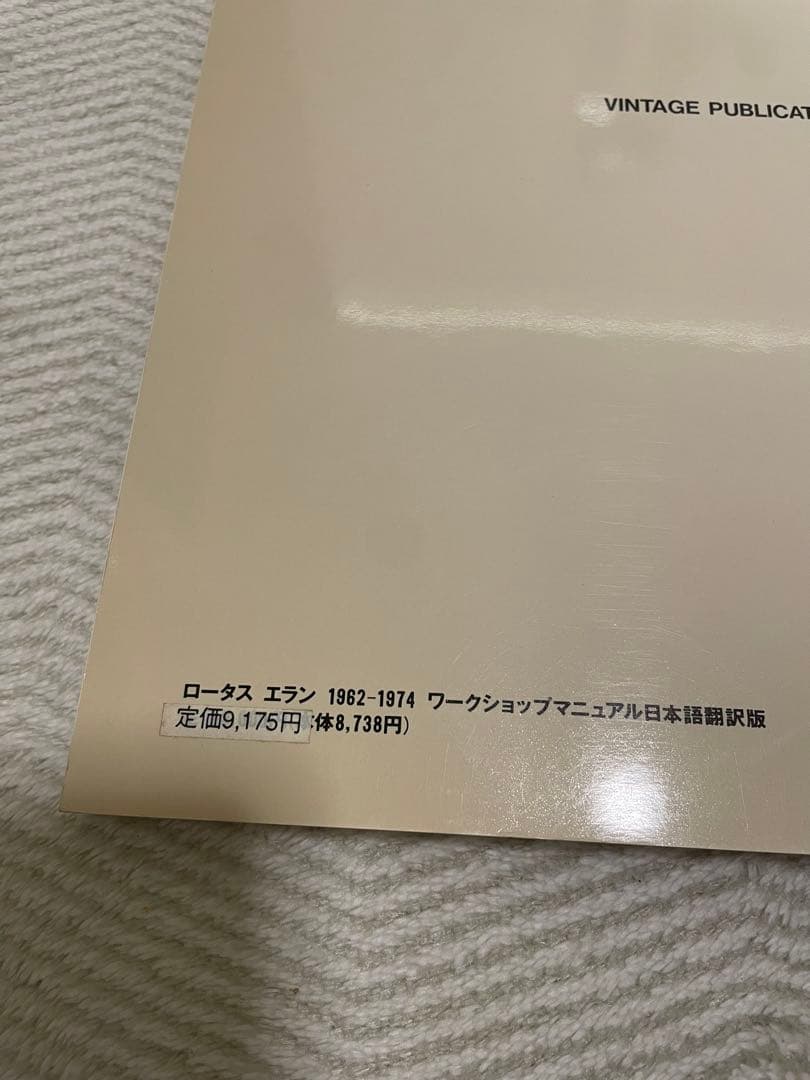 VINTAGE PUBLICAT
ロータス エラン 1962-1974 ワークショップマニュアル日本語翻訳版
定価9,175円 体8,738円)